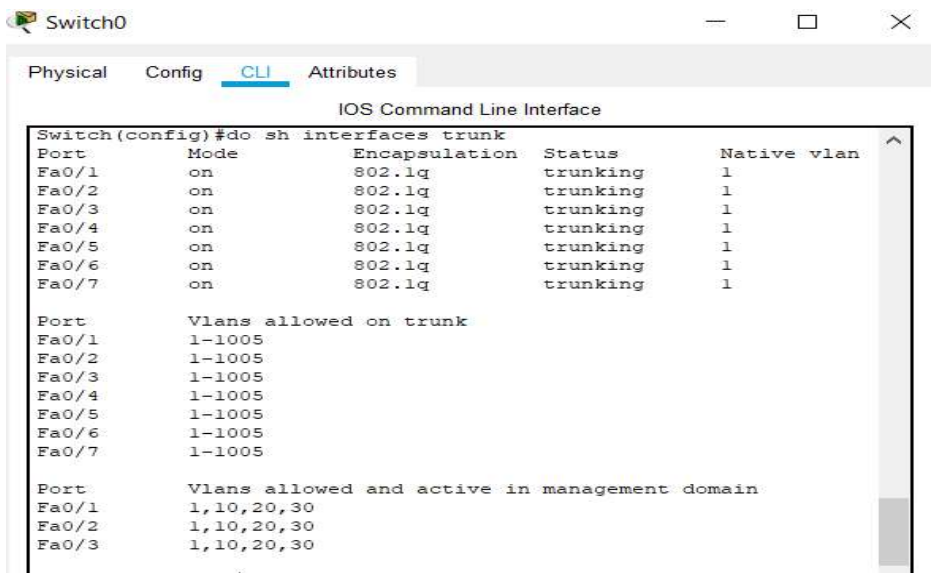 Switch0
Physical Config CLI Attributes
IOS Command Line Interface
Switch(config)#do sh interfaces trunk
Port Mode Encapsulation Status Native vlan
Fa0/1 on 802.1q trunking 1
Fa0/2 on 802.1q trunking 1
Fa0/3 on 802.1q trunking 1
Fa0/4 on 802.1q trunking 1
Fa0/5 on 802.1q trunking 1
Fa0/6 on 802.1q trunking 1
Fa0/7 on 802.1q trunking 1
Port Vlans allowed on trunk
Fa0/1 1-1005
Fa0/2 1-1005
Fa0/3 1-1005
Fa0/4 1-1005
Fa0/5 1-1005
Fa0/6 1-1005
Fa0/7 1-1005
Port Vlans allowed and active in management domain
Fa0/1 1,10,20,30
Fa0/2 1,10,20,30
Fa0/3 1,10,20,30